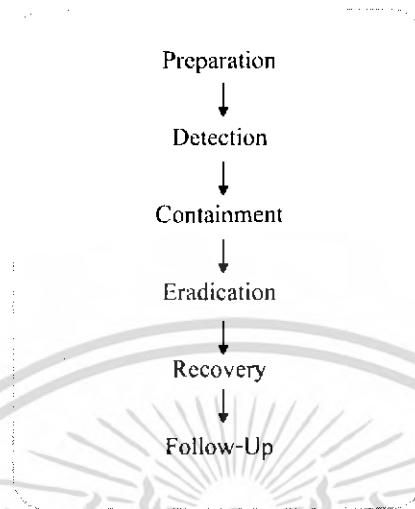 Preparation
Detection
Containment
Eradication
Recovery
Follow-Up